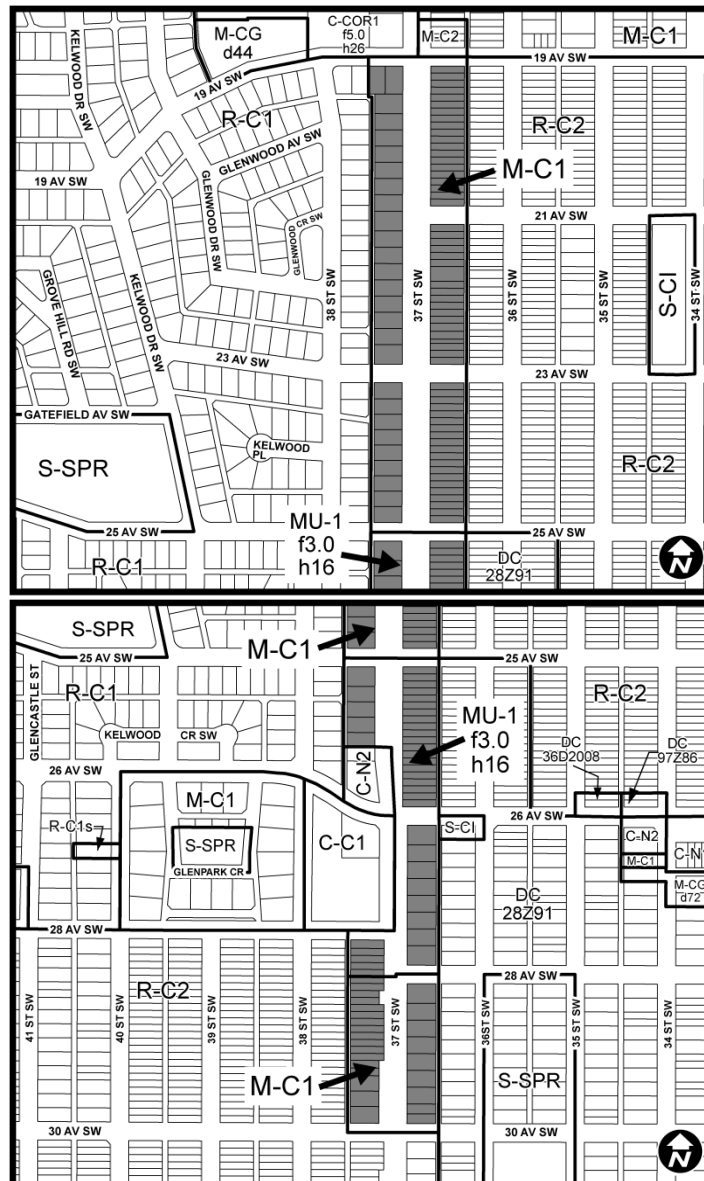 M-CG
d44
C-COR1
f5.0
h26
M-C2
M-C1
19 AV SW
19 AV SW
KELWOOD DR SW
R-C1
R-C2
GLENWOOD AV SW
M-C1
19 AV SW
GLENWOOD DR SW
GLENWOOD
CR SW
21 AV SW
GROVE HILL RD SW
KELWOOD DR SW
38 ST SW
37 ST SW
36 ST SW
35 ST SW
S-CI
34 ST SW
23 AV SW
23 AV SW
GATEFIELD AV SW
KELWOOD
PL
S-SPR
R-C2
MU-1
f3.0
h16
25 AV SW
25 AV SW
R-C1
DC
28Z91
N
S-SPR
M-C1
25 AV SW
25 AV SW
GLENCASTLE ST
R-C1
R-C2
KELWOOD
CR SW
MU-1
f3.0
h16
DC
36D2008
DC
97Z86
26 AV SW
C-N2
M-C1
26 AV SW
R-C1s
S-SPR
GLENPARK CR
C-C1
S-CI
C-N2
M-C1
C-N
M-CG
d72
DC
28Z91
28 AV SW
28 AV SW
R-C2
41 ST SW
40 ST SW
39 ST SW
38 ST SW
37 ST SW
36ST SW
35 ST SW
34 ST SW
M-C1
S-SPR
30 AV SW
30 AV SW
N